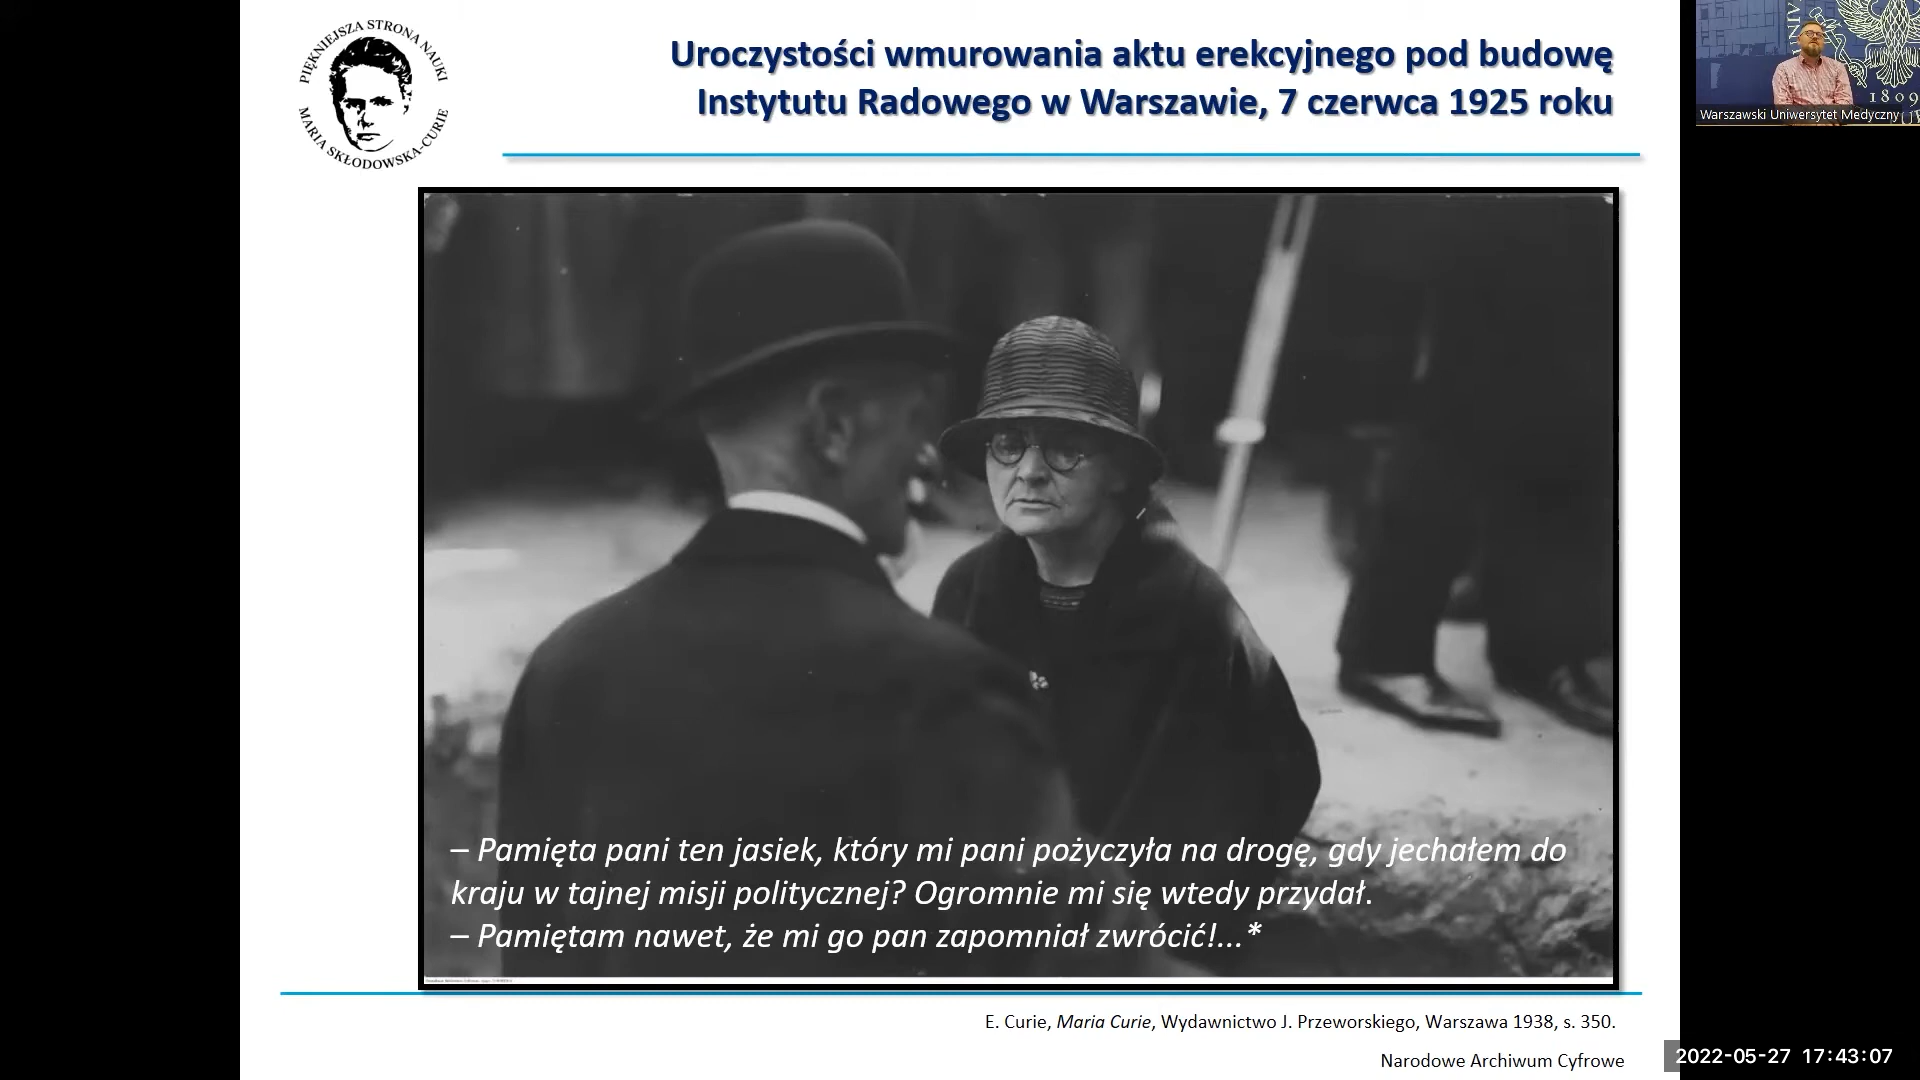 PIĘKNIEJSZA STRONA NAUKI
MARIA SKŁODOWSKA-CURIE
Uroczystości wmurowania aktu erekcyjnego pod budowę
Instytutu Radowego w Warszawie, 7 czerwca 1925 roku
1809
Warszawski Uniwersytet Medyczny
– Pamięta pani ten jasiek, który mi pani pożyczyła na drogę, gdy jechałem do
kraju w tajnej misji politycznej? Ogromnie mi się wtedy przydał.
– Pamiętam nawet, że mi go pan zapomniał zwrócić!...*
E. Curie, Maria Curie, Wydawnictwo J. Przeworskiego, Warszawa 1938, s. 350.
Narodowe Archiwum Cyfrowe
2022-05-27 17:43:07